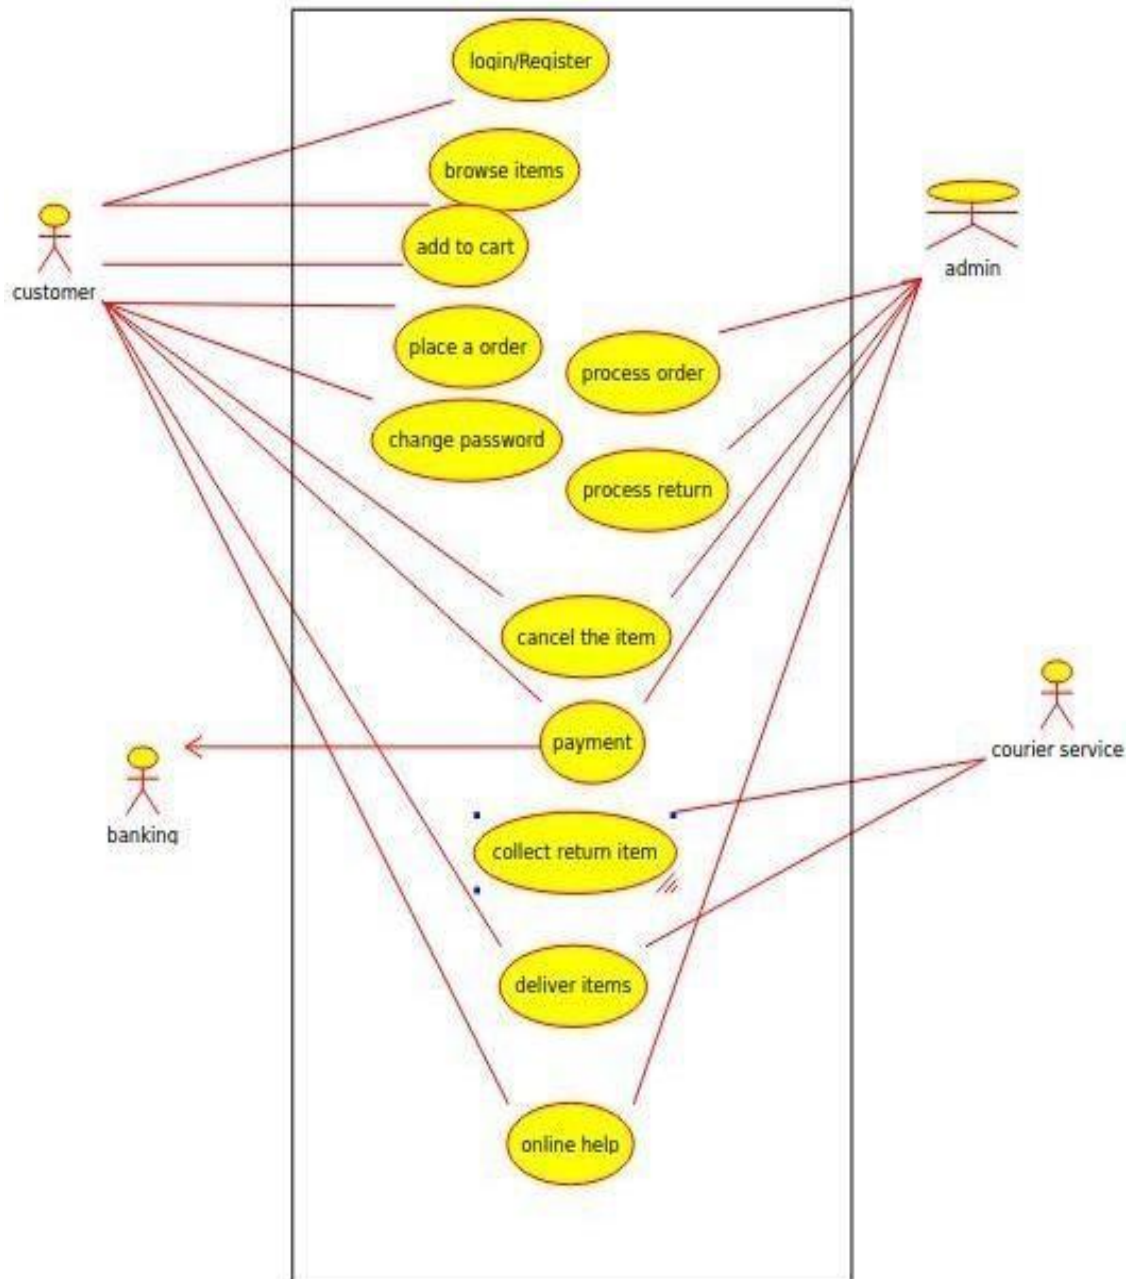 login/Register
browse items
add to cart
admin
customer
place a order
process order
change password
process return
cancel the item
payment
courier service
banking
collect return item
deliver items
online help